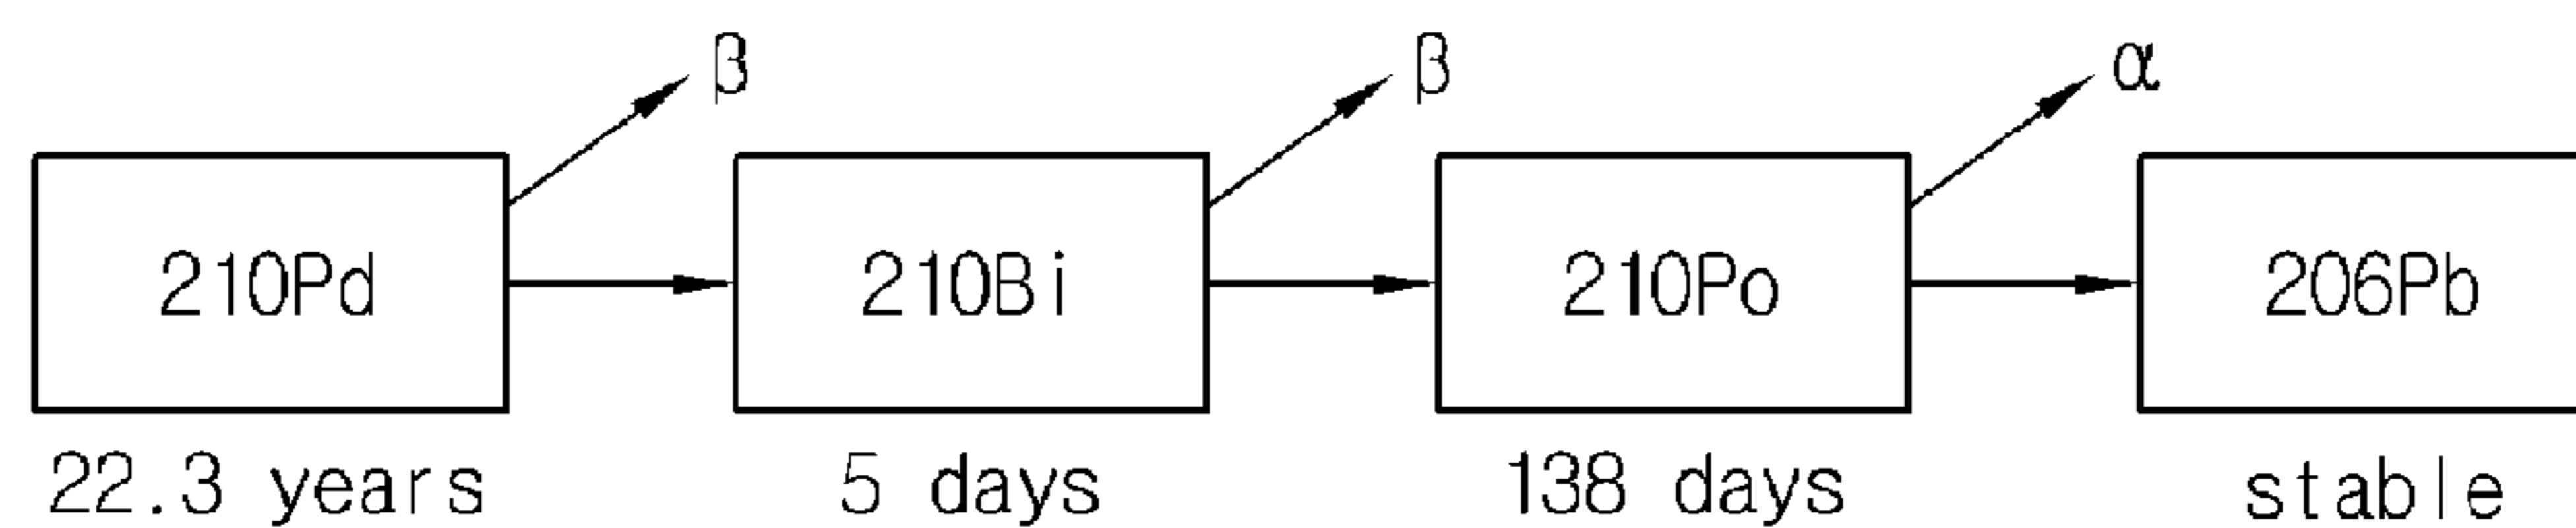 β β α
210Pd 210Bi 210Po 206Pb
22.3 years 5 days 138 days stable